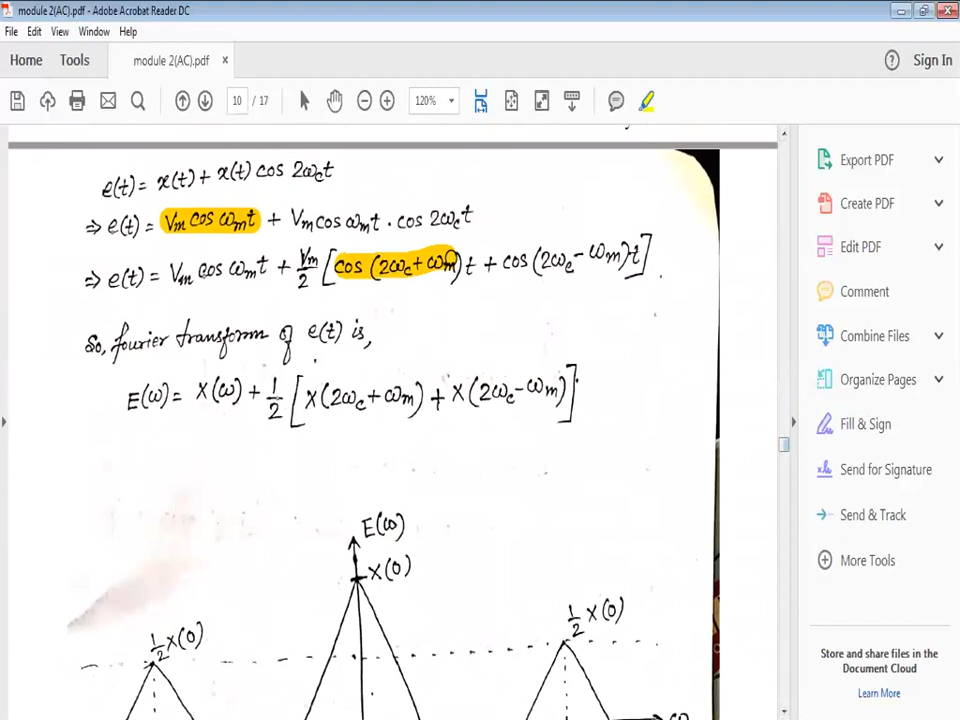 module 2(AC).pdf - Adobe Acrobat Reader DC
File Edit View Window Help
Home Tools module 2(AC).pdf × Sign In
10 / 17 120%
e(t) = x(t) + x(t) cos 2ωct
⇒ e(t) = Vm cos ωmt + Vm cos ωmt · cos 2ωct
⇒ e(t) = Vm cos ωmt + Vm/2 [cos (2ωc + ωm)t + cos (2ωc - ωm)t].
So, fourier transform of e(t) is,
E(ω) = X(ω) + 1/2 [X(2ωc + ωm) + X(2ωc - ωm)]
E(ω)
X(0)
1/2 X(0)
1/2 X(0)
ω
Export PDF
Create PDF
Edit PDF
Comment
Combine Files
Organize Pages
Fill & Sign
Send for Signature
Send & Track
More Tools
Store and share files in the
Document Cloud
Learn More